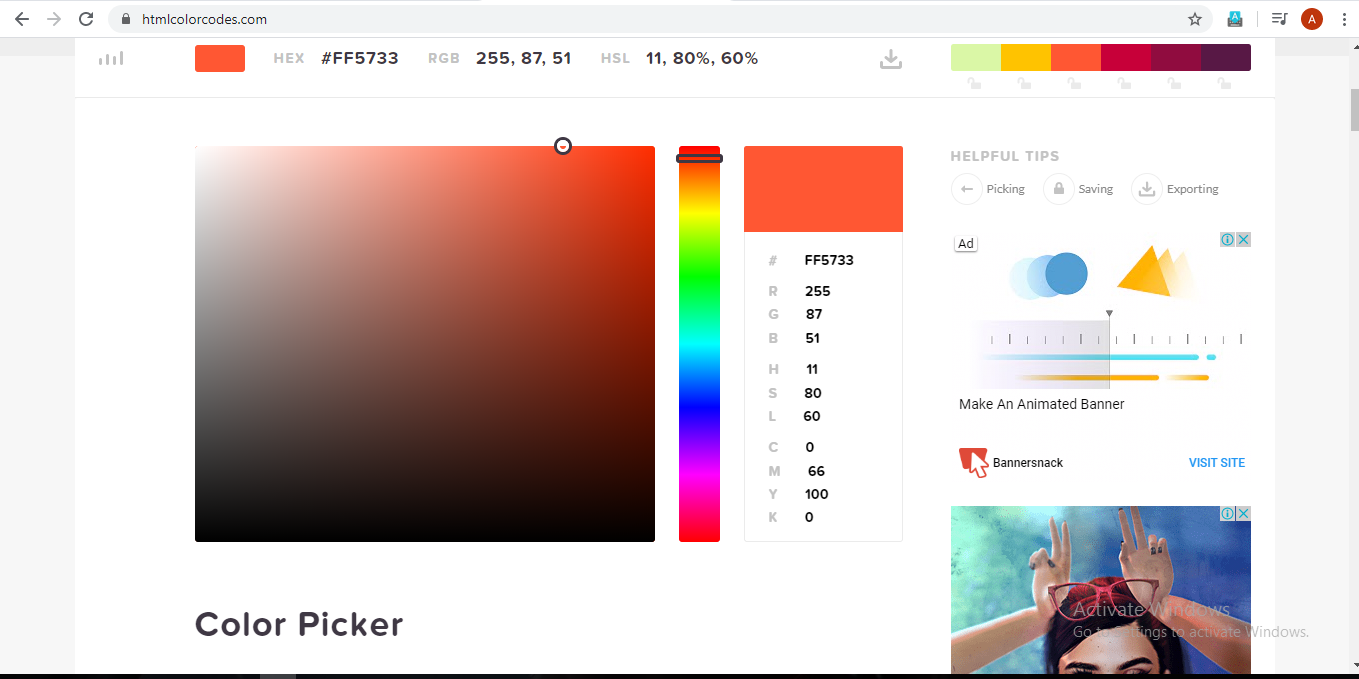 htmlcolorcodes.com
A
HEX #FF5733 RGB 255, 87, 51 HSL 11, 80%, 60%
HELPFUL TIPS
Picking Saving Exporting
Ad
# FF5733
R 255
G 87
B 51
H 11
S 80
L 60
C 0
M 66
Y 100
K 0
Make An Animated Banner
Bannersnack VISIT SITE
Color Picker
Activate Windows
Go to Settings to activate Windows.